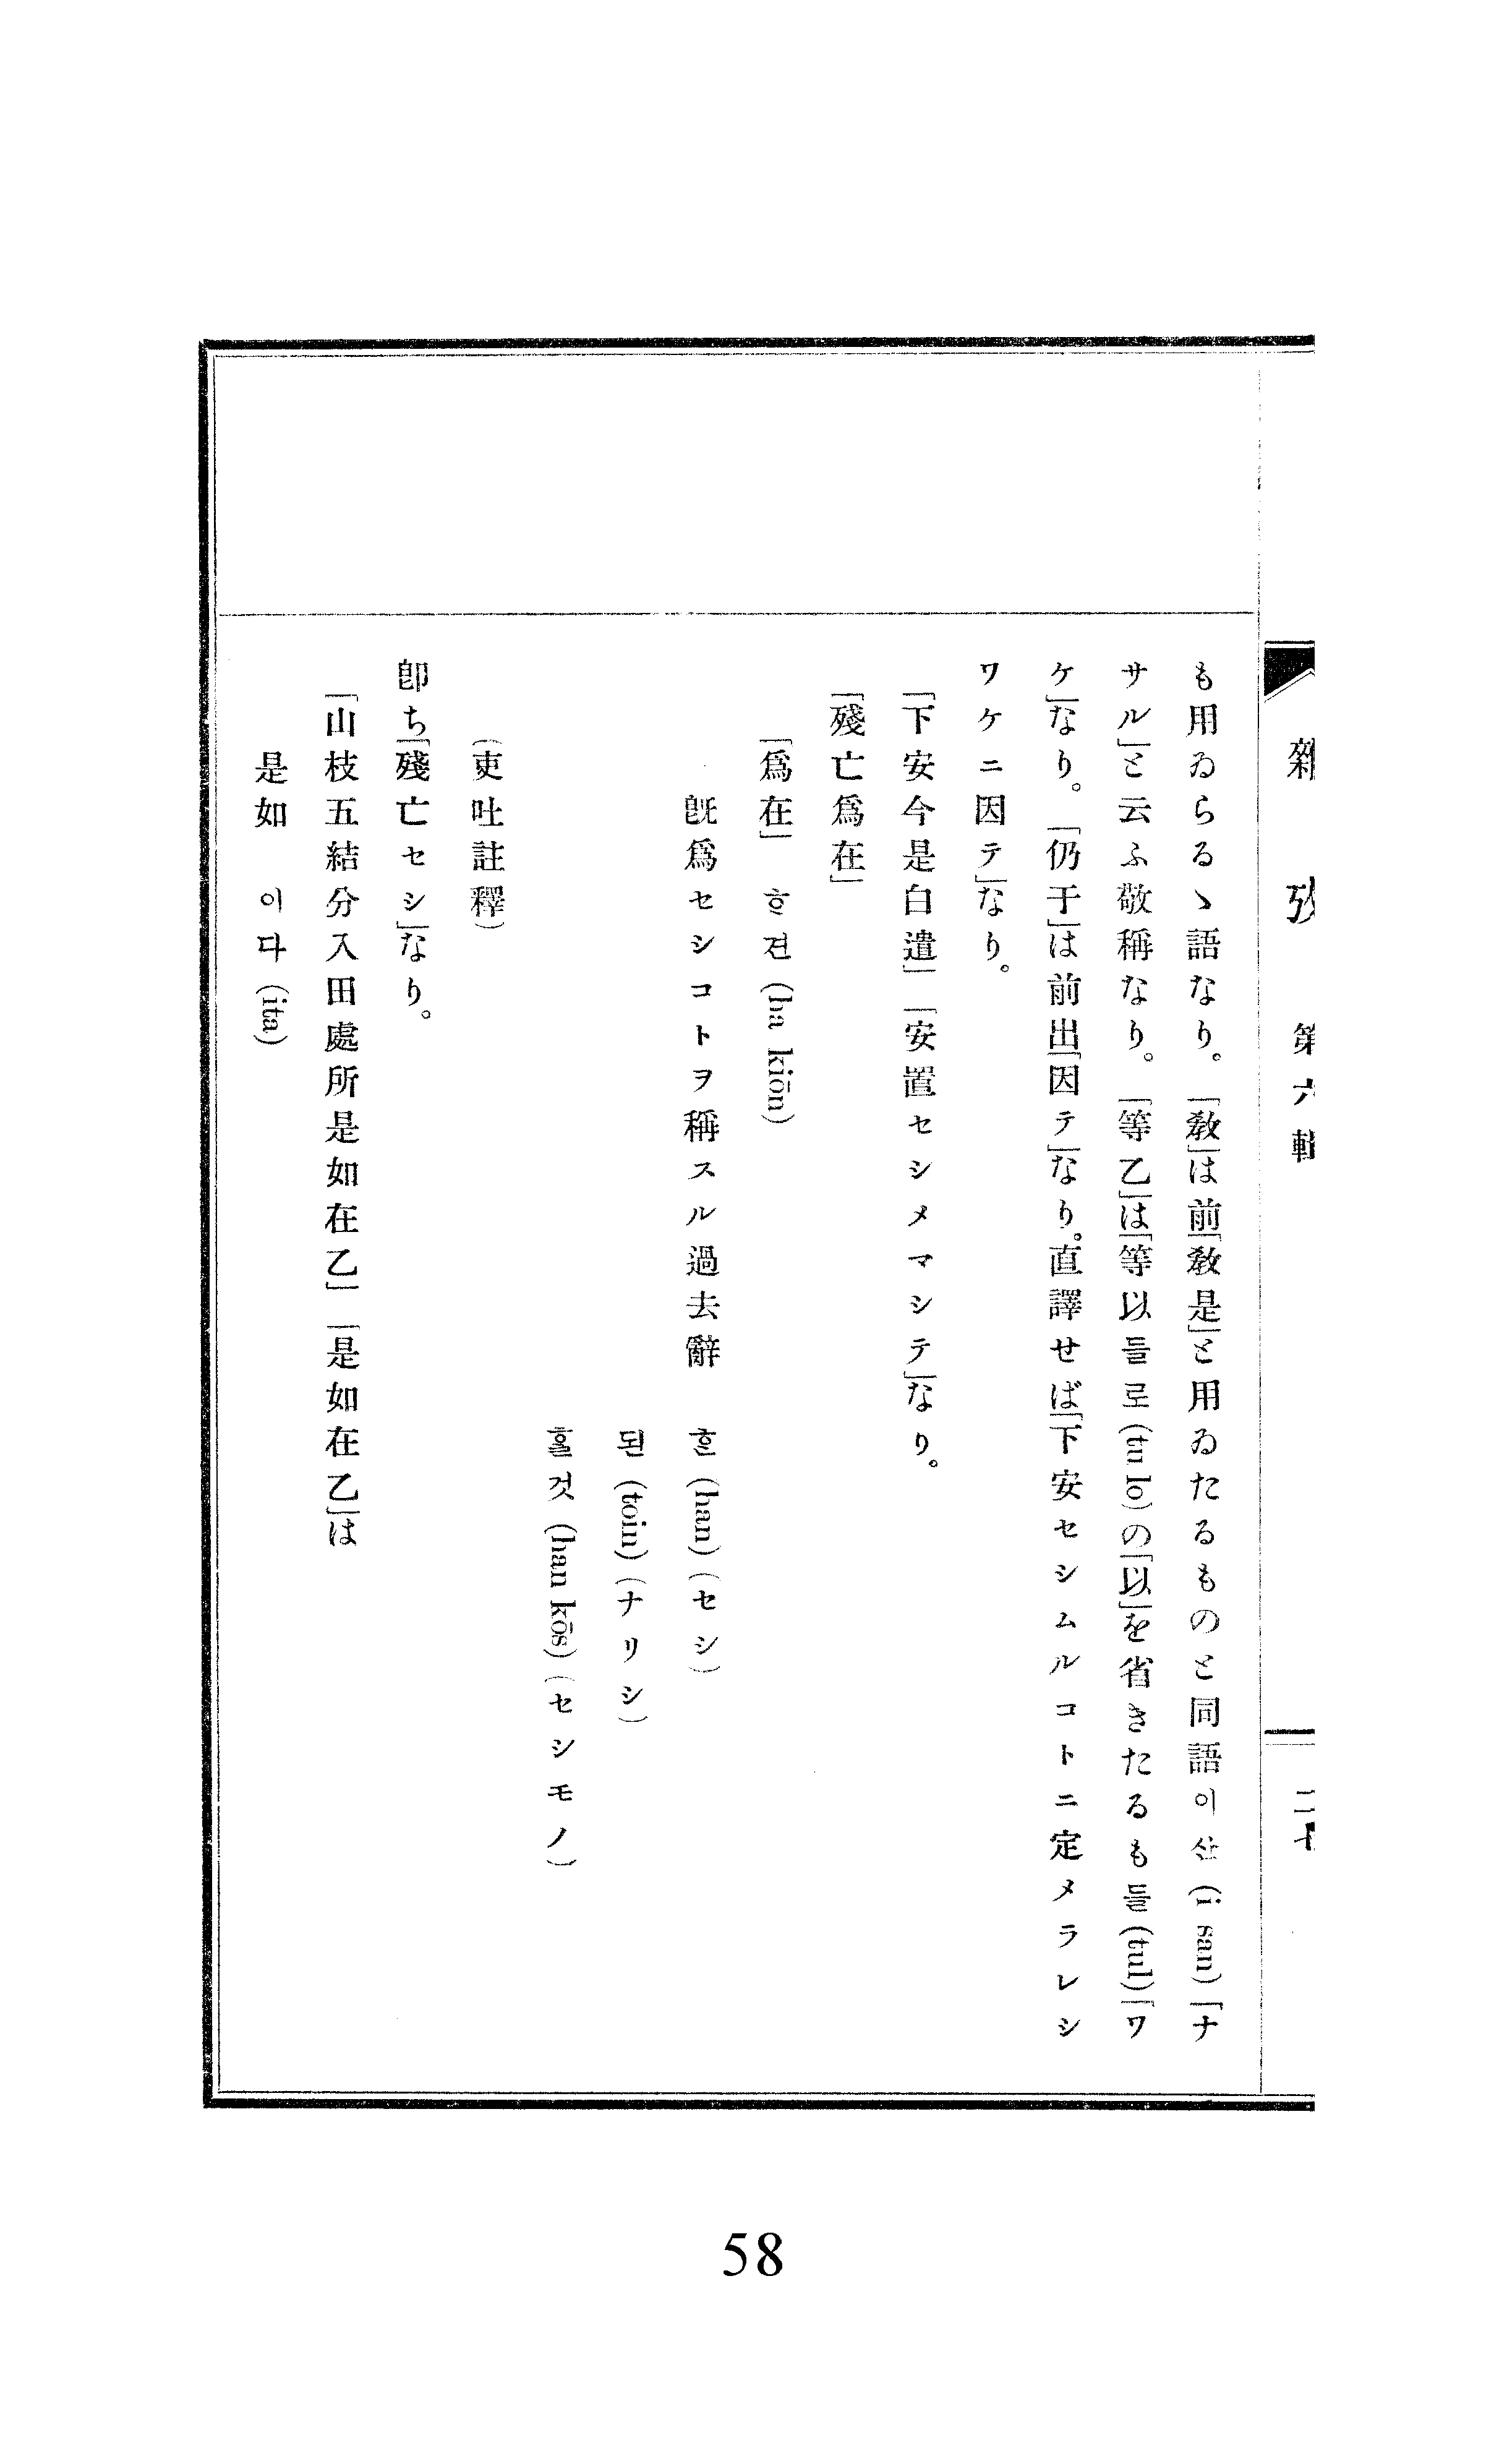 雜攷 第六輯
も用ゐらるゝ語なり。「敎」は前「敎是」と用ゐたるものと同語이산(i san)「ナ
サル」と云ふ敬稱なり。「等乙」は「等以들로(tu lo)の「以」を省きたるも들(tul)「ワ
ケ」なり。「仍于」は前出「因テ」なり。直譯せば「下安セシムルコトニ定メラレシ
ワケニ因テ」なり。
「下安今是白遣」「安置セシメマシテ」なり。
「殘亡爲在」
「爲在」 ᄒᆞ견(ha kiōn)
旣爲セシコトヲ稱スル過去辭 ᄒᆞᆫ(han)(セシ)
된(toin)(ナリシ)
ᄒᆞᆯ것(han kōs)(セシモノ)
(吏吐註釋)
卽ち「殘亡セシ」なり。
「山枝五結分入田處所是如在乙」「是如在乙」は
是如 이다(ita)
58